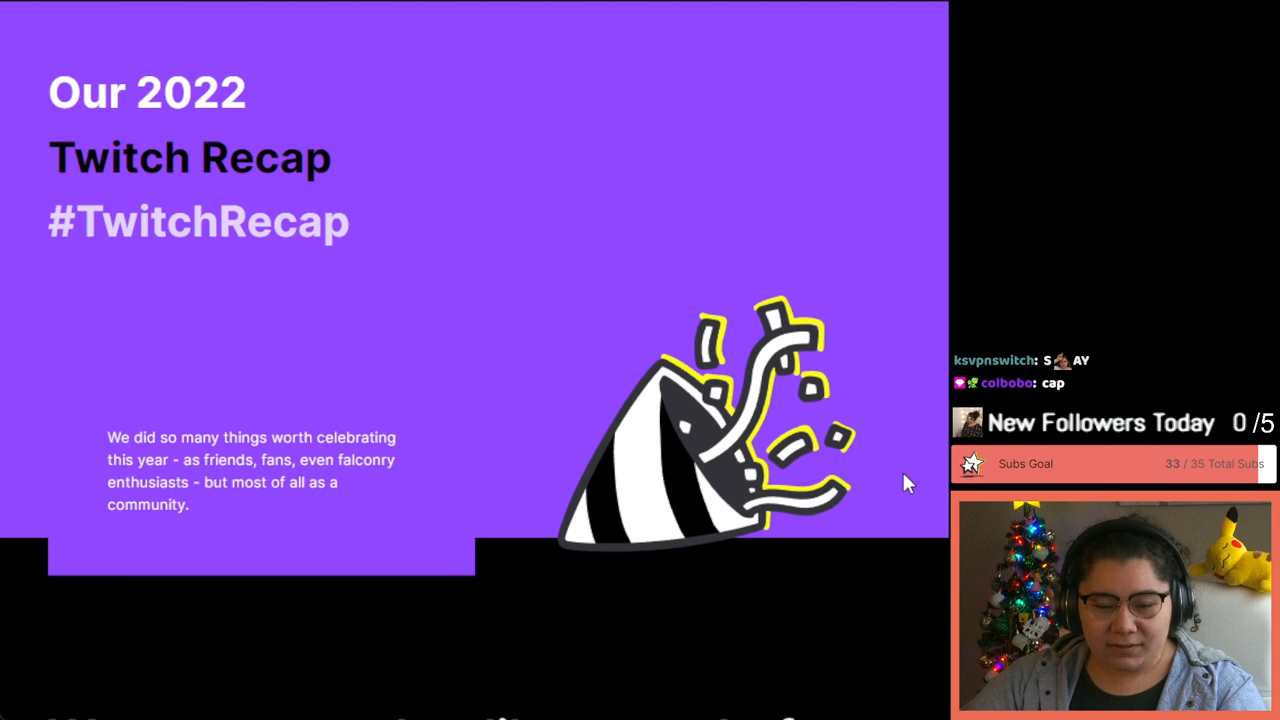 Our 2022
Twitch Recap
#TwitchRecap
We did so many things worth celebrating
this year - as friends, fans, even falconry
enthusiasts - but most of all as a
community.
ksvpnswitch: S AY
colbobo: cap
New Followers Today 0 /5
Subs Goal 33 / 35 Total Subs